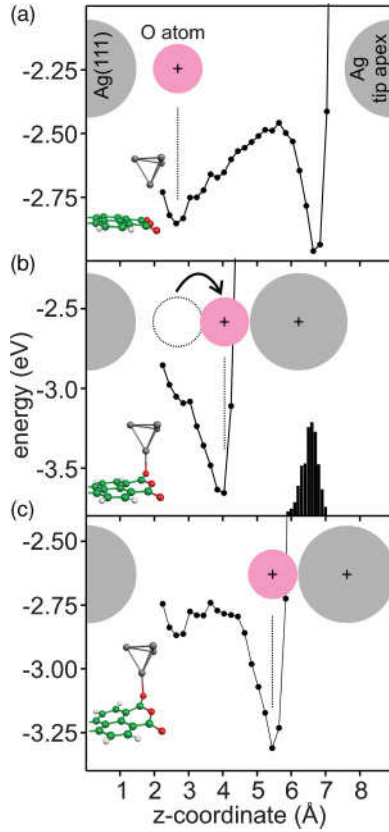 (a)
O atom
Ag(111)
Ag
tip apex
-2.25
-2.50
-2.75
(b)
-2.5
-3.0
-3.5
energy (eV)
(c)
-2.50
-2.75
-3.00
-3.25
1 2 3 4 5 6 7 8
z-coordinate (Å)